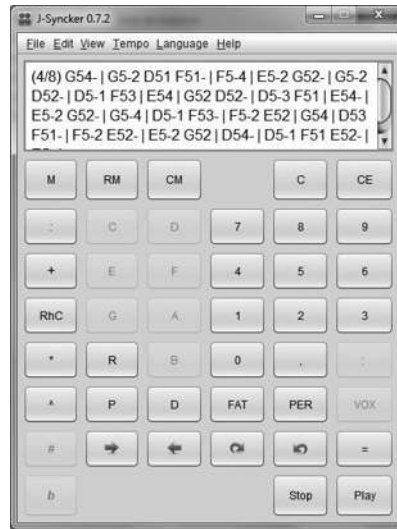 J-Syncker 0.7.2
File Edit View Tempo Language Help
(4/8) G54- | G5-2 D51 F51- | F5-4 | E5-2 G52- | G5-2
D52- | D5-1 F53 | E54 | G52 D52- | D5-3 F51 | E54- |
E5-2 G52- | G5-4 | D5-1 F53- | F5-2 E52 | G54 | D53
F51- | F5-2 E52- | E5-2 G52 | D54- | D5-1 F51 E52- |
M RM CM C CE
: C D 7 8 9
+ E F 4 5 6
RhC G A 1 2 3
* R B 0 . ;
^ P D FAT PER VOX
# =
b Stop Play